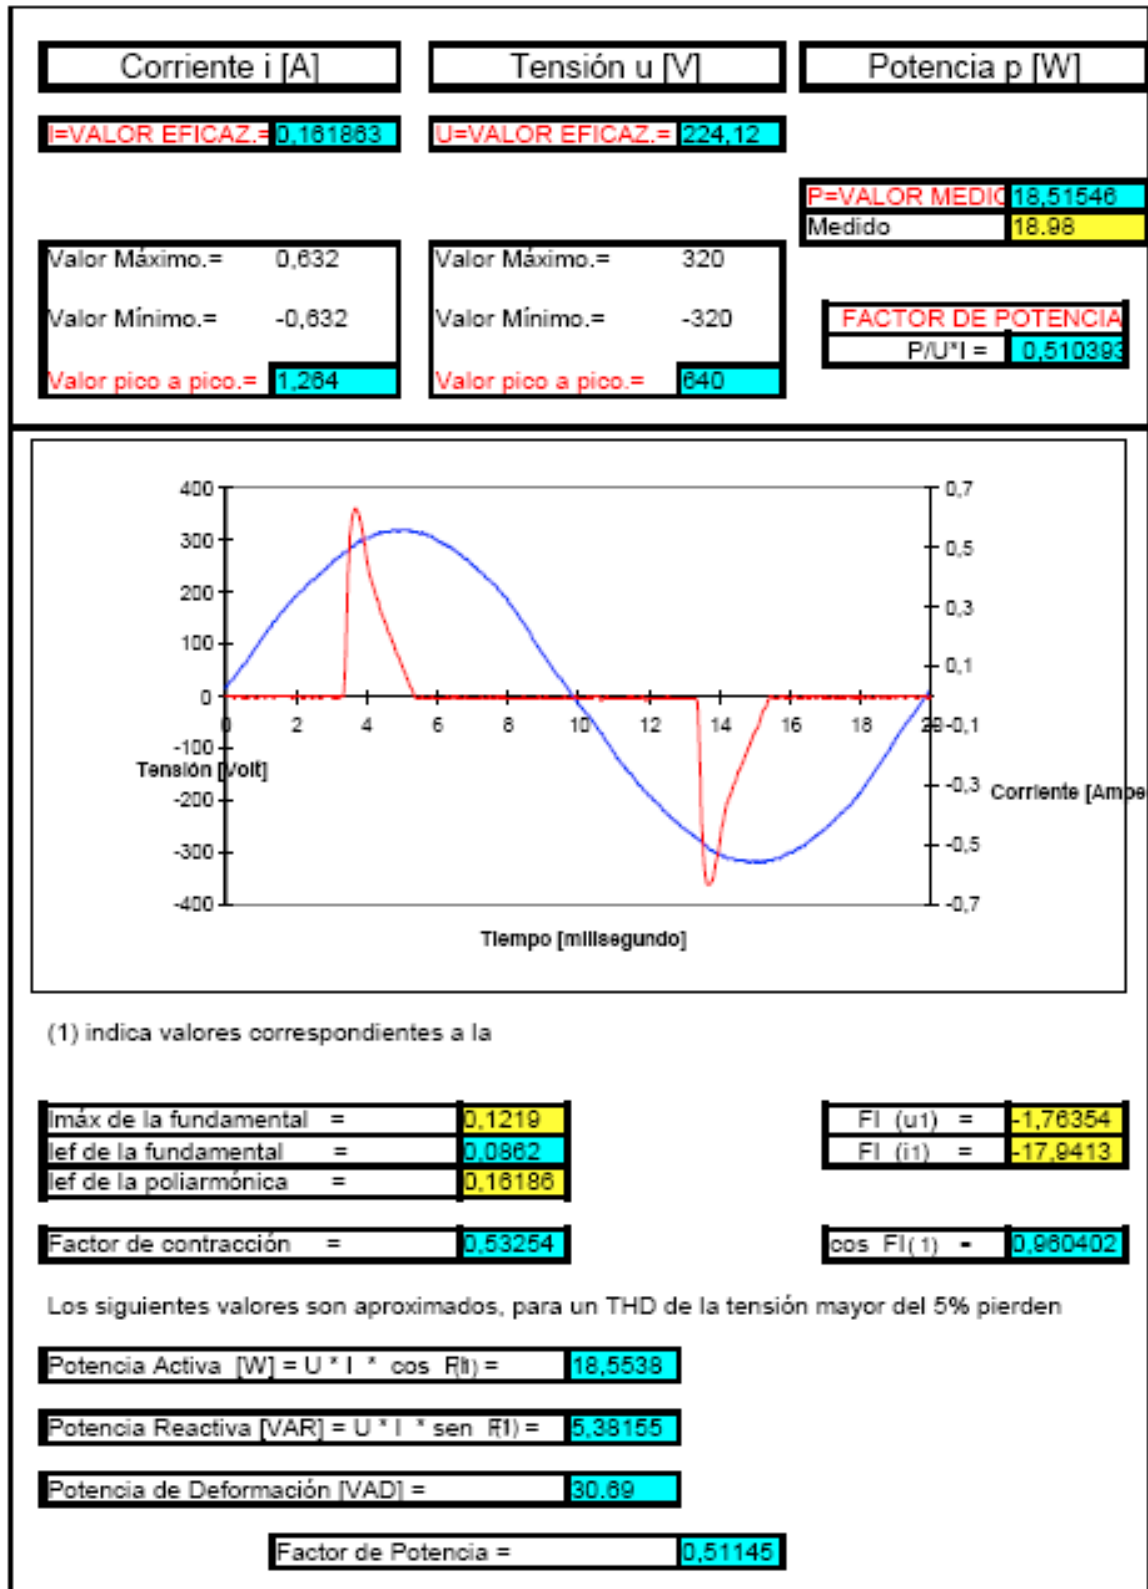 Corriente i [A] Tensión u [V] Potencia p [W]
I=VALOR EFICAZ.= 0,161863 U=VALOR EFICAZ.= 224,12
P=VALOR MEDIO 18,51546
Medido 18.98
Valor Máximo.= 0,632 Valor Máximo.= 320
Valor Mínimo.= -0,632 Valor Mínimo.= -320
FACTOR DE POTENCIA
P/U*I = 0,510393
Valor pico a pico.= 1,264 Valor pico a pico.= 640
400 0,7
300 0,5
200 0,3
100 0,1
0
0 2 4 6 8 10 12 14 16 18 20 -0,1
-100
Tensión [Volt]
-200 -0,3 Corriente [Ampe
-300 -0,5
-400 -0,7
Tiempo [milisegundo]
(1) indica valores correspondientes a la
Imáx de la fundamental = 0,1219 FI (u1) = -1,76354
Ief de la fundamental = 0,0862 FI (i1) = -17,9413
Ief de la poliarmónica = 0,16186
Factor de contracción = 0,53254 cos FI(1) = 0,960402
Los siguientes valores son aproximados, para un THD de la tensión mayor del 5% pierden
Potencia Activa [W] = U * I * cos FI(1) = 18,5538
Potencia Reactiva [VAR] = U * I * sen FI(1) = 5,38155
Potencia de Deformación [VAD] = 30.69
Factor de Potencia = 0,51145